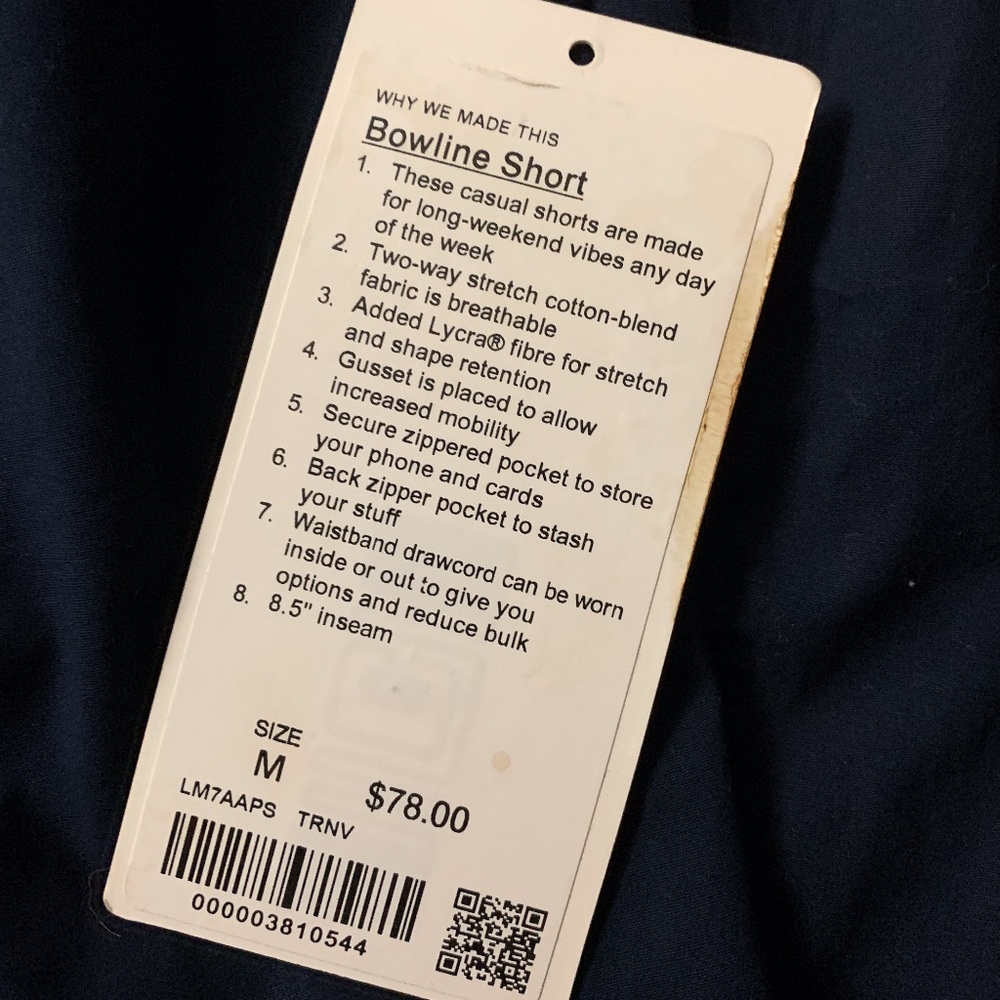 WHY WE MADE THIS
Bowline Short
1. These casual shorts are made
for long-weekend vibes any day
of the week
2. Two-way stretch cotton-blend
fabric is breathable
3. Added Lycra® fibre for stretch
and shape retention
4. Gusset is placed to allow
increased mobility
5. Secure zippered pocket to store
your phone and cards
6. Back zipper pocket to stash
your stuff
7. Waistband drawcord can be worn
inside or out to give you
options and reduce bulk
8. 8.5" inseam
SIZE
M
$78.00
LM7AAPS TRNV
000003810544